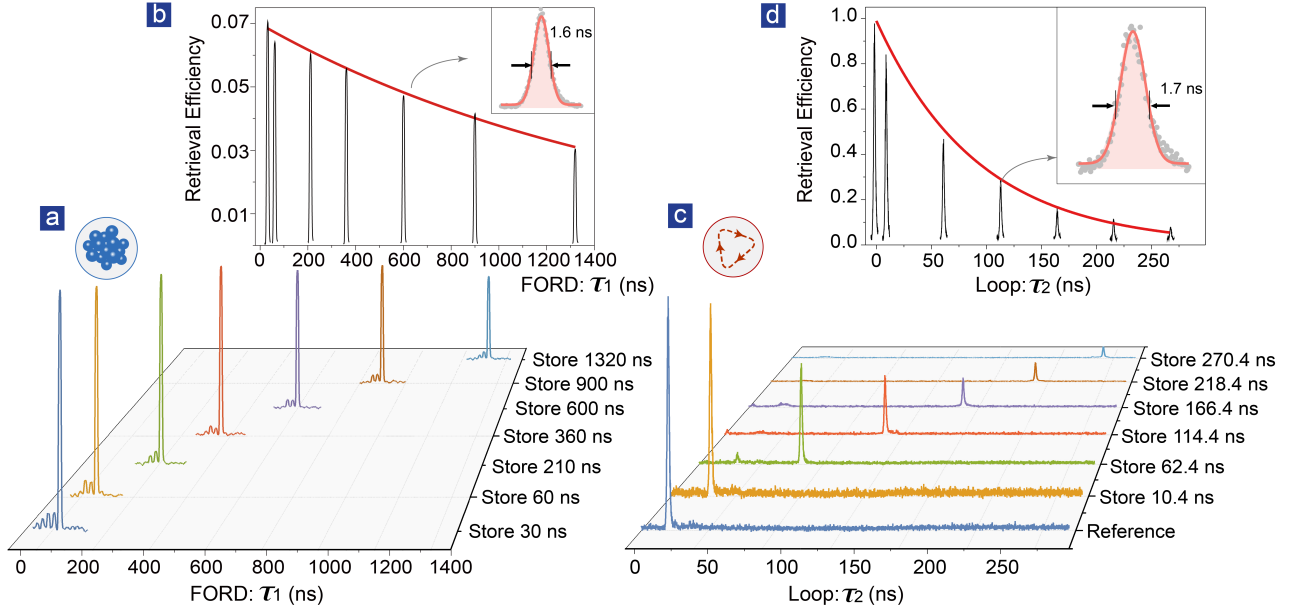 b
0.07
0.05
0.03
0.01
Retrieval Efficiency
1.6 ns
0 200 400 600 800 1000 1200 1400
FORD: τ1 (ns)
d
1.0
0.8
0.6
0.4
0.2
0.0
Retrieval Efficiency
1.7 ns
0 50 100 150 200 250
Loop: τ2 (ns)
a
Store 1320 ns
Store 900 ns
Store 600 ns
Store 360 ns
Store 210 ns
Store 60 ns
Store 30 ns
0 200 400 600 800 1000 1200 1400
FORD: τ1 (ns)
c
Store 270.4 ns
Store 218.4 ns
Store 166.4 ns
Store 114.4 ns
Store 62.4 ns
Store 10.4 ns
Reference
0 50 100 150 200 250
Loop: τ2 (ns)